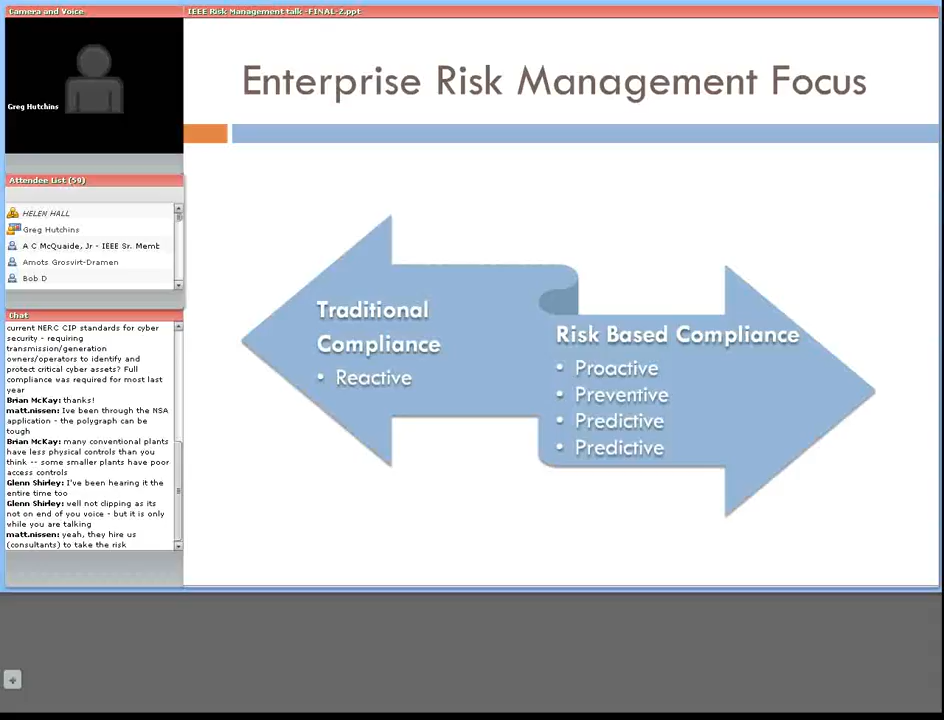 Camera and Voice
IEEE Risk Management talk -FINAL-2.ppt
Greg Hutchins
Attendee List (59)
HELEN HALL
Greg Hutchins
A C McQuaide, Jr - IEEE Sr. Memb
Amots Grosvirt-Dramen
Bob D
Chat
current NERC CIP standards for cyber
security - requiring
transmission/generation
owners/operators to identify and
protect critical cyber assets? Full
compliance was required for most last
year
Brian McKay: thanks!
matt.nissen: Ive been through the NSA
application - the polygraph can be
tough
Brian McKay: many conventional plants
have less physical controls than you
think -- some smaller plants have poor
access controls
Glenn Shirley: I've been hearing it the
entire time too
Glenn Shirley: well not clipping as its
not on end of you voice - but it is only
while you are talking
matt.nissen: yeah, they hire us
(consultants) to take the risk
Enterprise Risk Management Focus
Traditional
Compliance
• Reactive
Risk Based Compliance
• Proactive
• Preventive
• Predictive
• Predictive